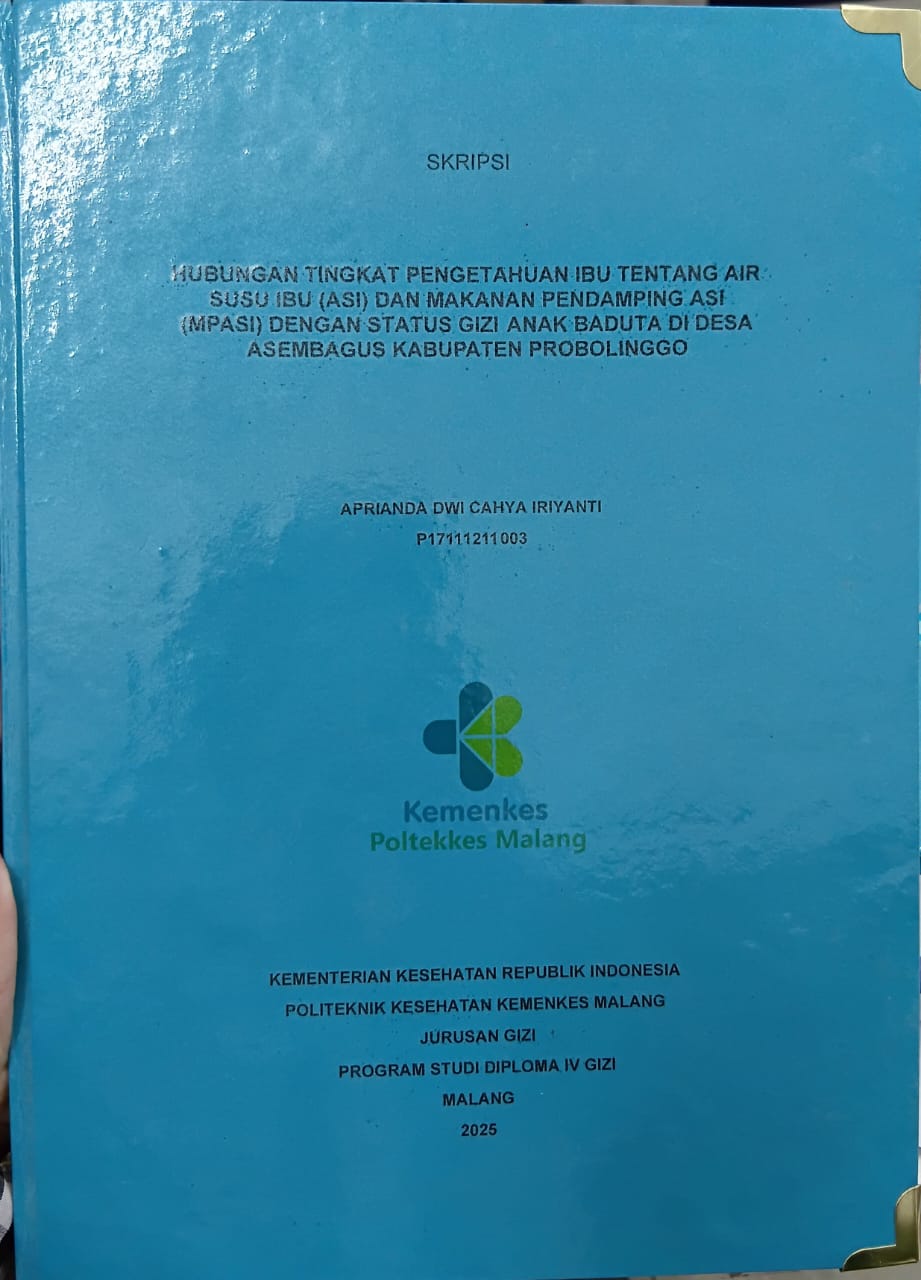 SKRIPSI
HUBUNGAN TINGKAT PENGETAHUAN IBU TENTANG AIR
SUSU IBU (ASI) DAN MAKANAN PENDAMPING ASI
(MPASI) DENGAN STATUS GIZI ANAK BADUTA DI DESA
ASEMBAGUS KABUPATEN PROBOLINGGO
APRIANDA DWI CAHYA IRIYANTI
P17111211003
Kemenkes
Poltekkes Malang
KEMENTERIAN KESEHATAN REPUBLIK INDONESIA
POLITEKNIK KESEHATAN KEMENKES MALANG
JURUSAN GIZI
PROGRAM STUDI DIPLOMA IV GIZI
MALANG
2025